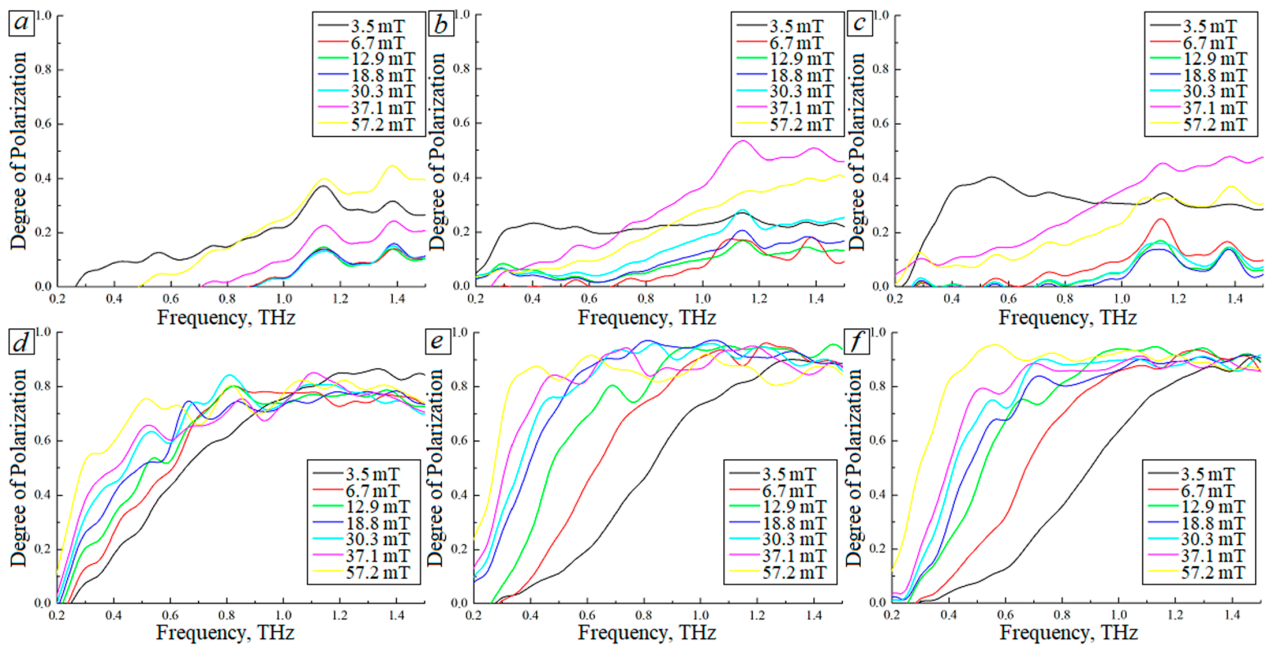 a
Degree of Polarization
1.0
0.8
0.6
0.4
0.2
0.0
0.2 0.4 0.6 0.8 1.0 1.2 1.4
Frequency, THz
3.5 mT
6.7 mT
12.9 mT
18.8 mT
30.3 mT
37.1 mT
57.2 mT
b
Degree of Polarization
1.0
0.8
0.6
0.4
0.2
0.0
0.2 0.4 0.6 0.8 1.0 1.2 1.4
Frequency, THz
3.5 mT
6.7 mT
12.9 mT
18.8 mT
30.3 mT
37.1 mT
57.2 mT
c
Degree of Polarization
1.0
0.8
0.6
0.4
0.2
0.0
0.2 0.4 0.6 0.8 1.0 1.2 1.4
Frequency, THz
3.5 mT
6.7 mT
12.9 mT
18.8 mT
30.3 mT
37.1 mT
57.2 mT
d
Degree of Polarization
1.0
0.8
0.6
0.4
0.2
0.0
0.2 0.4 0.6 0.8 1.0 1.2 1.4
Frequency, THz
3.5 mT
6.7 mT
12.9 mT
18.8 mT
30.3 mT
37.1 mT
57.2 mT
e
Degree of Polarization
1.0
0.8
0.6
0.4
0.2
0.0
0.2 0.4 0.6 0.8 1.0 1.2 1.4
Frequency, THz
3.5 mT
6.7 mT
12.9 mT
18.8 mT
30.3 mT
37.1 mT
57.2 mT
f
Degree of Polarization
1.0
0.8
0.6
0.4
0.2
0.0
0.2 0.4 0.6 0.8 1.0 1.2 1.4
Frequency, THz
3.5 mT
6.7 mT
12.9 mT
18.8 mT
30.3 mT
37.1 mT
57.2 mT